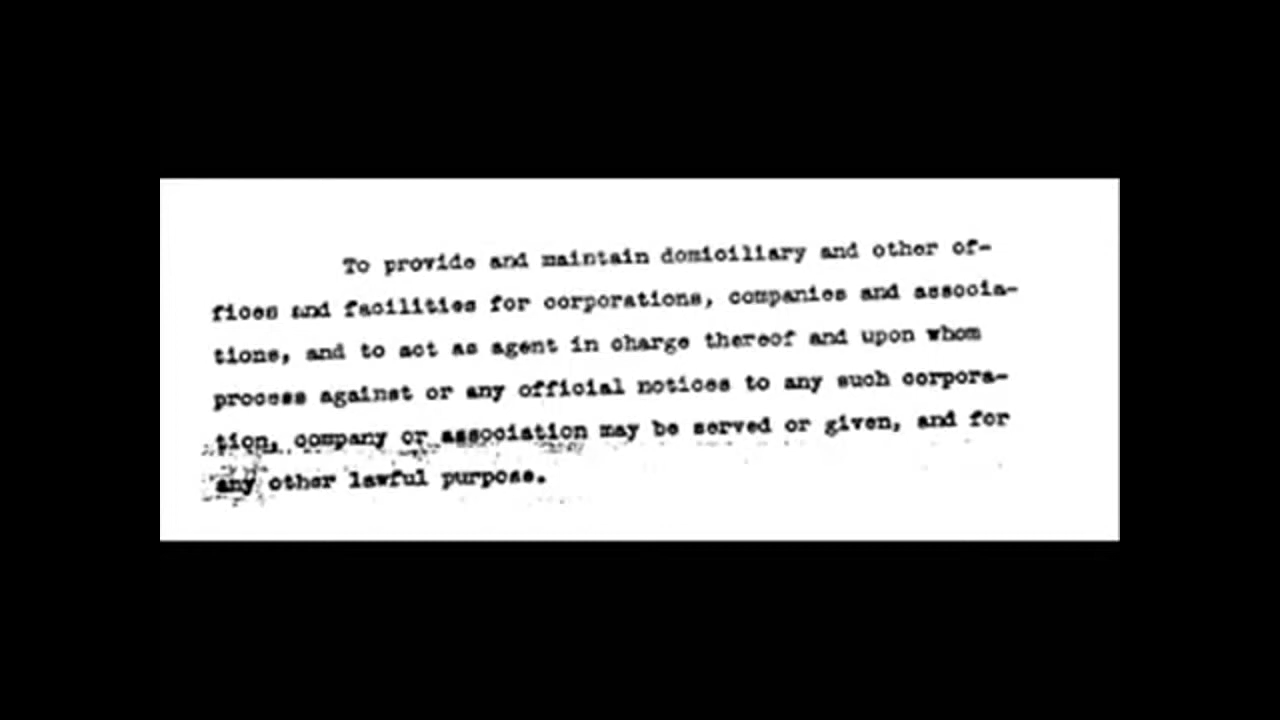 To provide and maintain domiciliary and other of-
fices and facilities for corporations, companies and associa-
tions, and to act as agent in charge thereof and upon whom
process against or any official notices to any such corpora-
tion, company or association may be served or given, and for
any other lawful purpose.